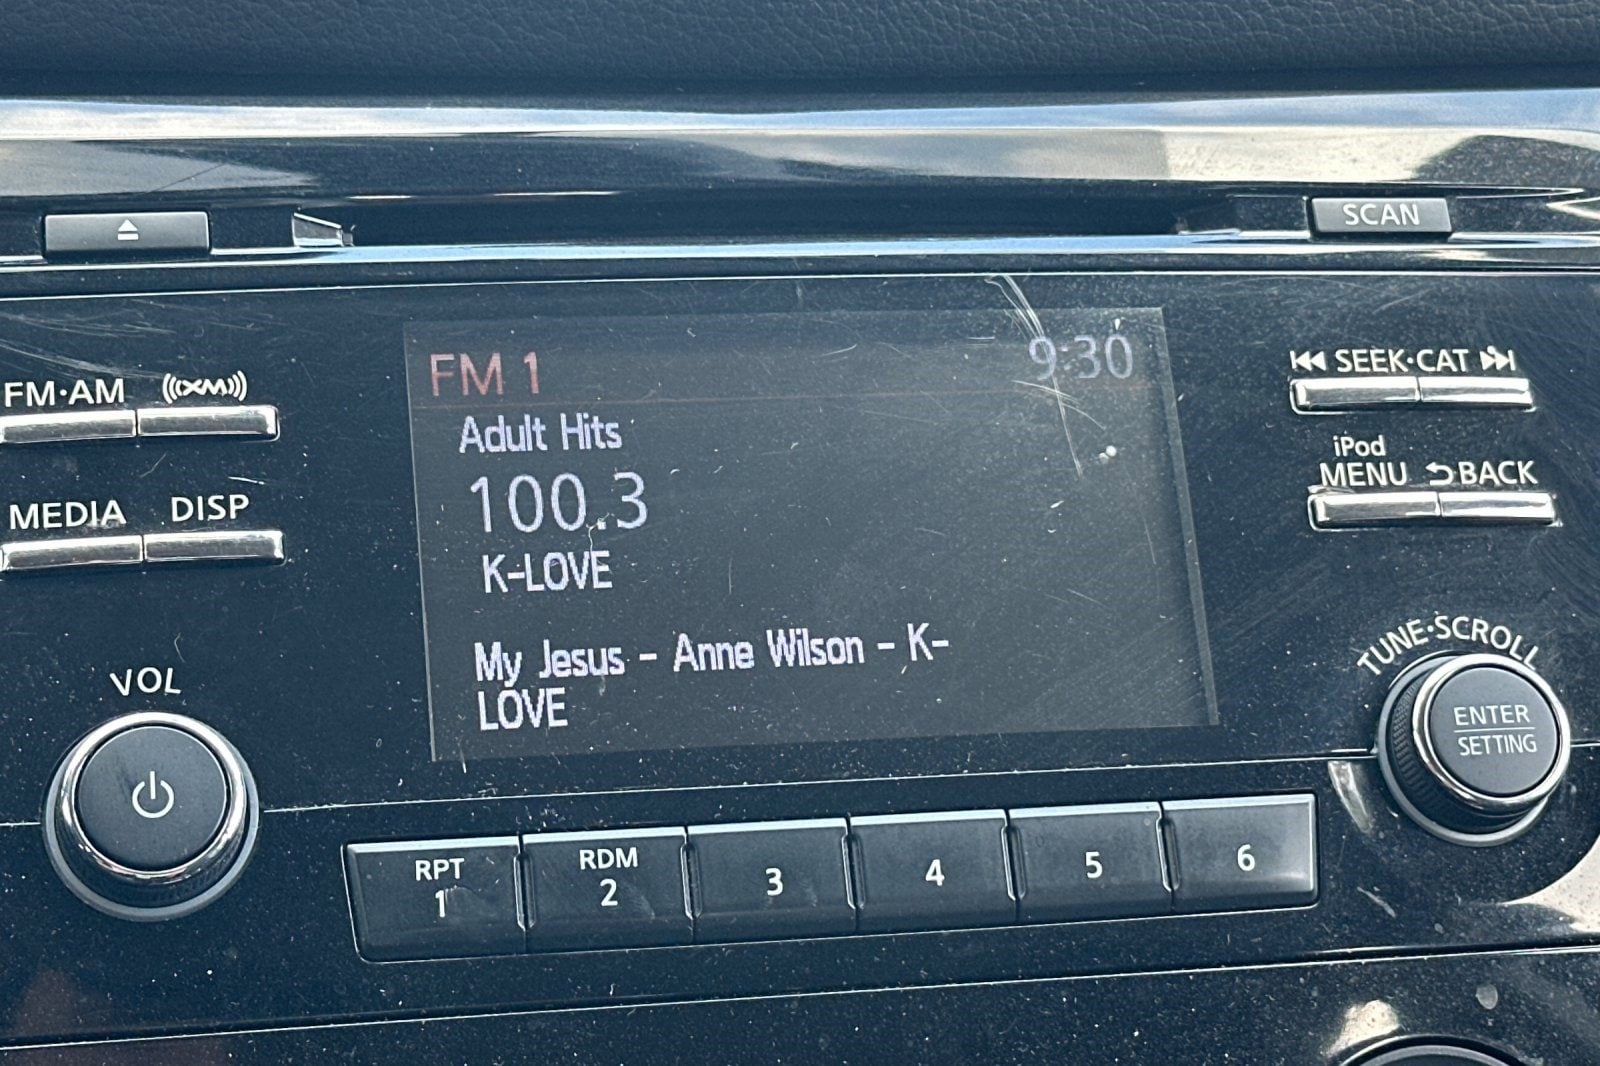 SCAN
FM 1
9:30
FM·AM
XM
SEEK·CAT
Adult Hits
iPod
MENU
BACK
100.3
MEDIA
DISP
K-LOVE
My Jesus - Anne Wilson - K-
LOVE
TUNE·SCROLL
VOL
ENTER
SETTING
RPT
1
RDM
2
3
4
5
6